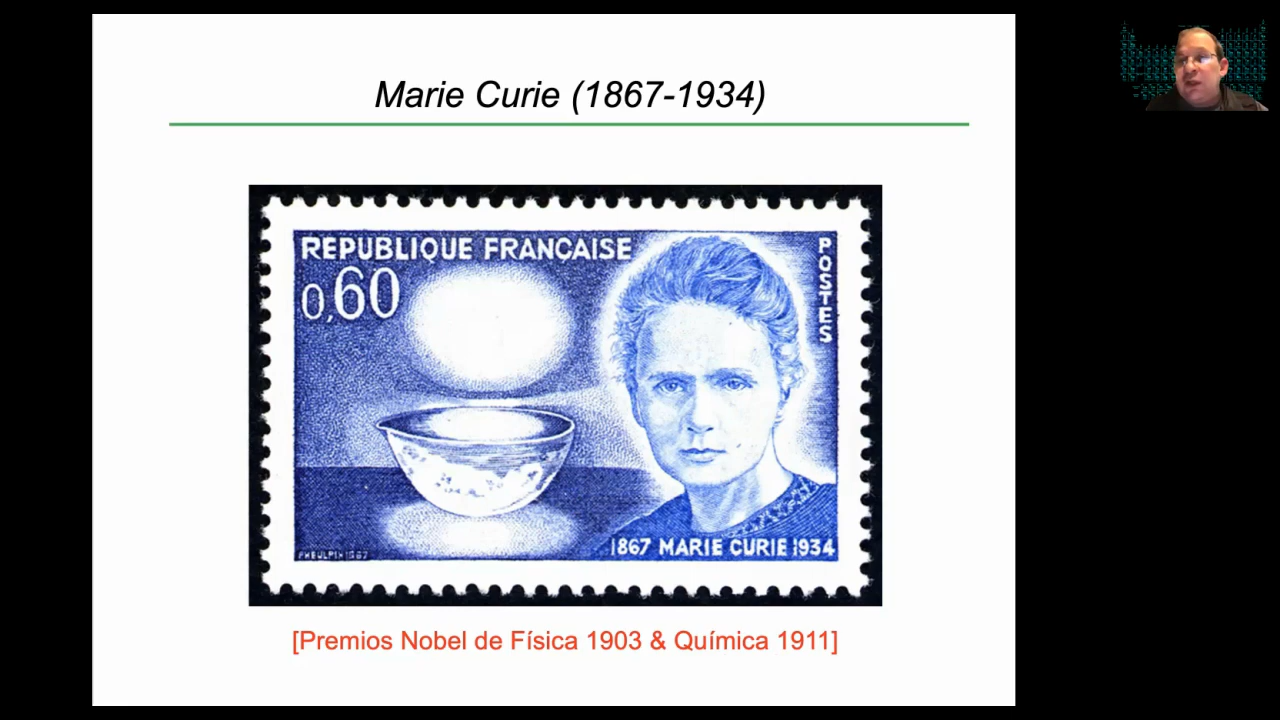 Marie Curie (1867-1934)
REPUBLIQUE FRANÇAISE
0,60
POSTES
1867 MARIE CURIE 1934
[Premios Nobel de Física 1903 & Química 1911]